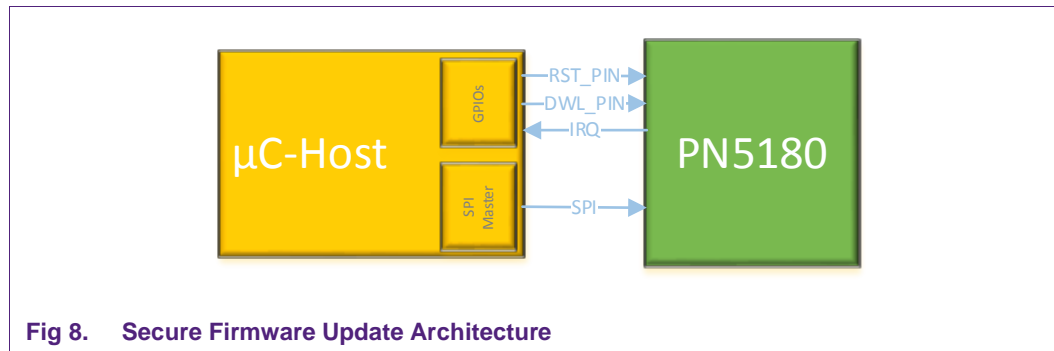 µC-Host
GPIOs
SPI
Master
RST_PIN
DWL_PIN
IRQ
SPI
PN5180
Fig 8. Secure Firmware Update Architecture